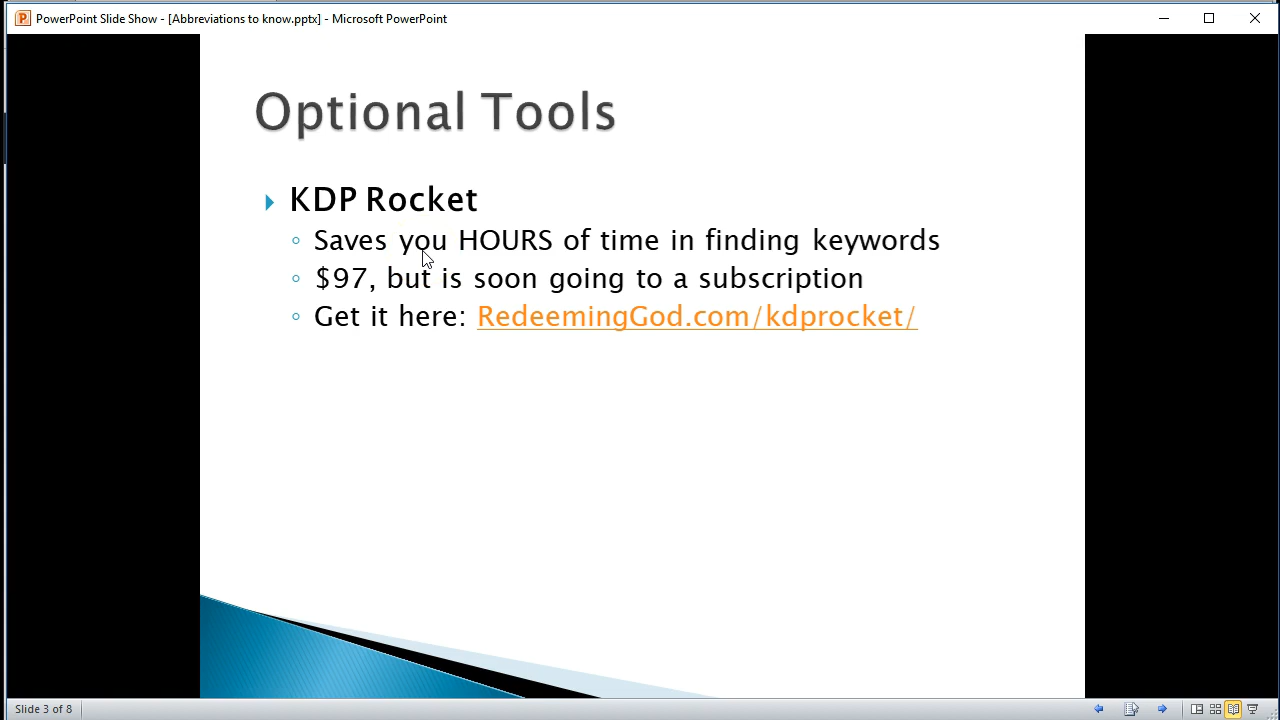 PowerPoint Slide Show - [Abbreviations to know.pptx] - Microsoft PowerPoint
Optional Tools
KDP Rocket
Saves you HOURS of time in finding keywords
$97, but is soon going to a subscription
Get it here: RedeemingGod.com/kdprocket/
Slide 3 of 8